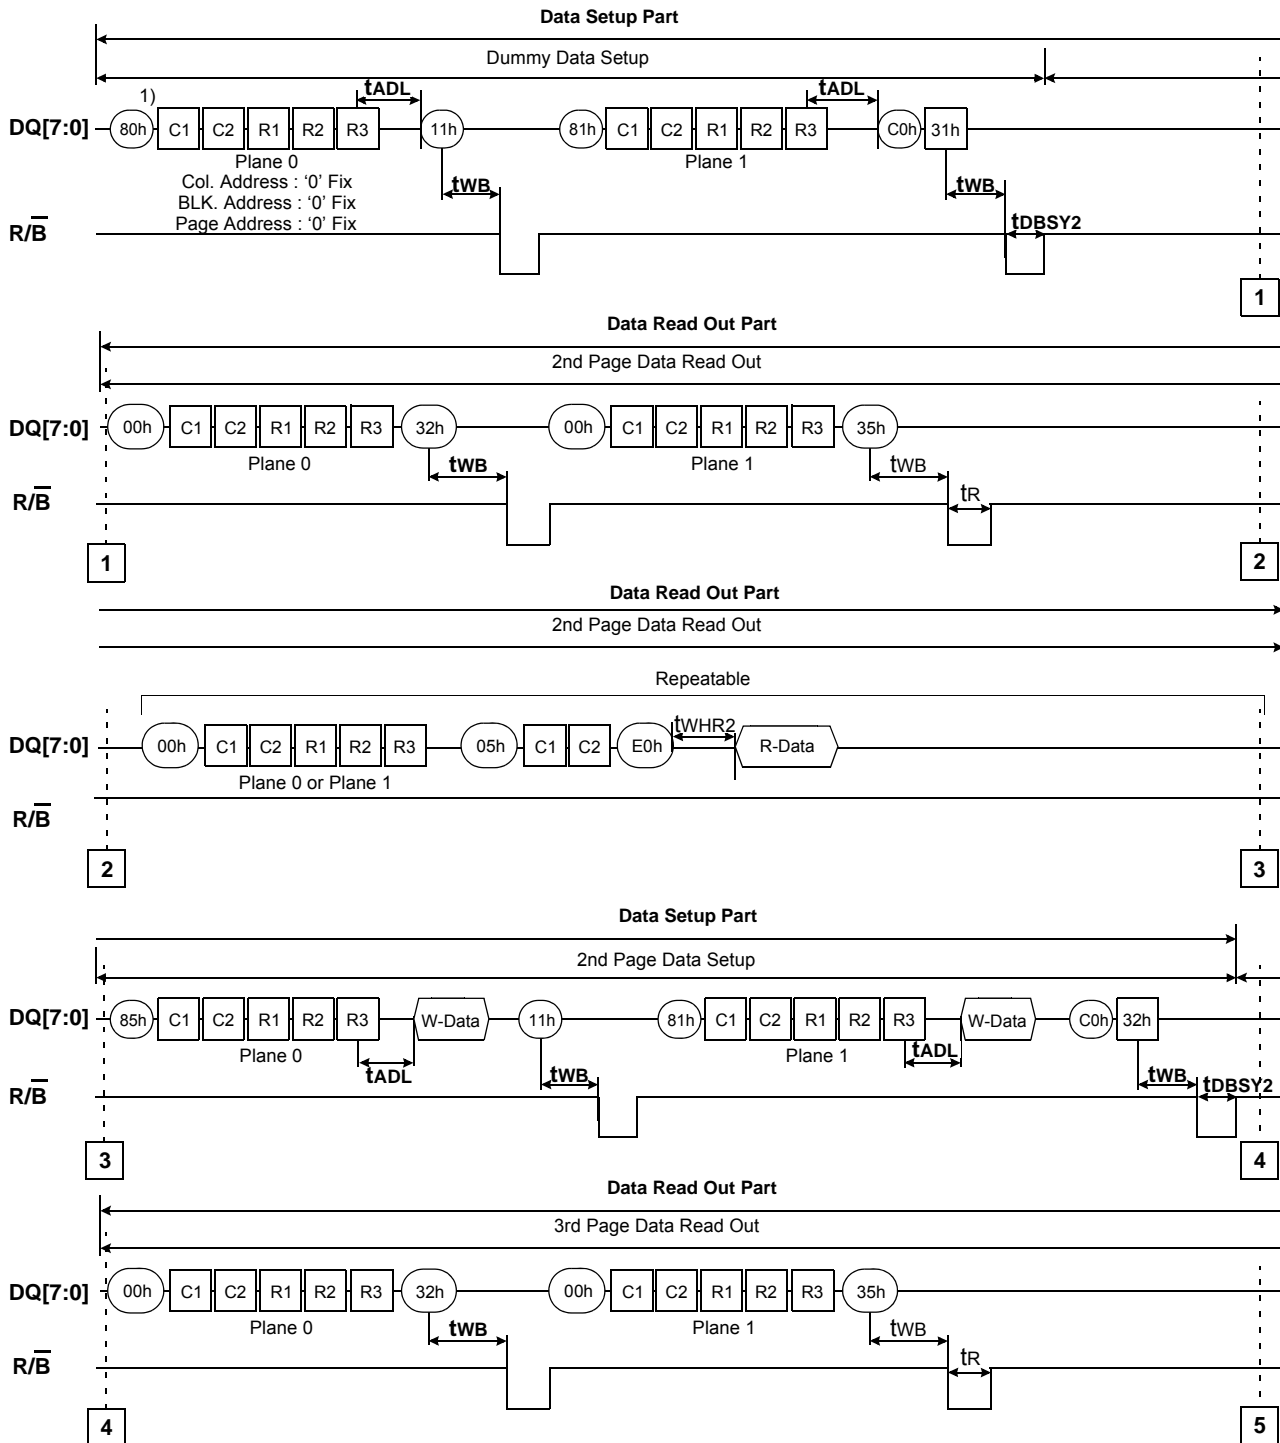 Data Setup Part
Dummy Data Setup
1)
tADL tADL
DQ[7:0] 80h C1 C2 R1 R2 R3 11h 81h C1 C2 R1 R2 R3 C0h 31h
Plane 0 Plane 1
Col. Address : ‘0’ Fix
tWB tWB
BLK. Address : ‘0’ Fix
Page Address : ‘0’ Fix
R/B tDBSY2
1
Data Read Out Part
2nd Page Data Read Out
DQ[7:0] 00h C1 C2 R1 R2 R3 32h 00h C1 C2 R1 R2 R3 35h
Plane 0 Plane 1
tWB tWB
R/B tR
1 2
Data Read Out Part
2nd Page Data Read Out
Repeatable
tWHR2
DQ[7:0] 00h C1 C2 R1 R2 R3 05h C1 C2 E0h R-Data
Plane 0 or Plane 1
R/B
2 3
Data Setup Part
2nd Page Data Setup
DQ[7:0] 85h C1 C2 R1 R2 R3 W-Data 11h 81h C1 C2 R1 R2 R3 W-Data C0h 32h
Plane 0 Plane 1
tADL tWB tADL tWB
R/B tDBSY2
3 4
Data Read Out Part
3rd Page Data Read Out
DQ[7:0] 00h C1 C2 R1 R2 R3 32h 00h C1 C2 R1 R2 R3 35h
Plane 0 Plane 1
tWB tWB
R/B tR
4 5